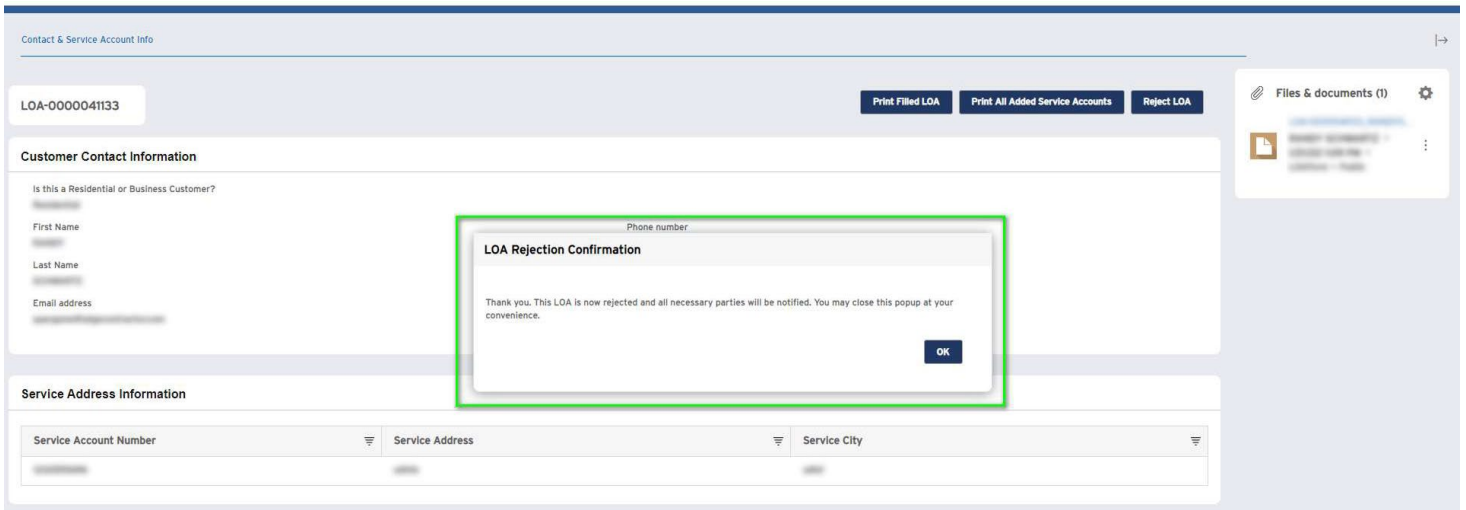 Contact & Service Account Info
LOA-0000041133
Print Filled LOA
Print All Added Service Accounts
Reject LOA
Files & documents (1)
Customer Contact Information
Is this a Residential or Business Customer?
First Name
Phone number
Last Name
Email address
LOA Rejection Confirmation
Thank you. This LOA is now rejected and all necessary parties will be notified. You may close this popup at your
convenience.
OK
Service Address Information
Service Account Number
Service Address
Service City